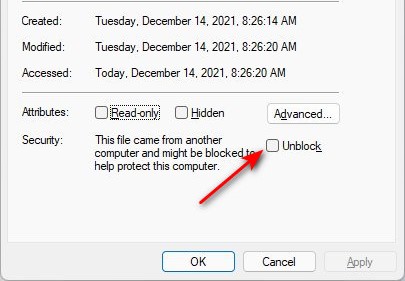 Created: Tuesday, December 14, 2021, 8:26:14 AM
Modified: Tuesday, December 14, 2021, 8:26:20 AM
Accessed: Today, December 14, 2021, 8:26:20 AM
Attributes: Read-only Hidden Advanced...
Security: This file came from another
computer and might be blocked to
help protect this computer.
Unblock
OK Cancel Apply